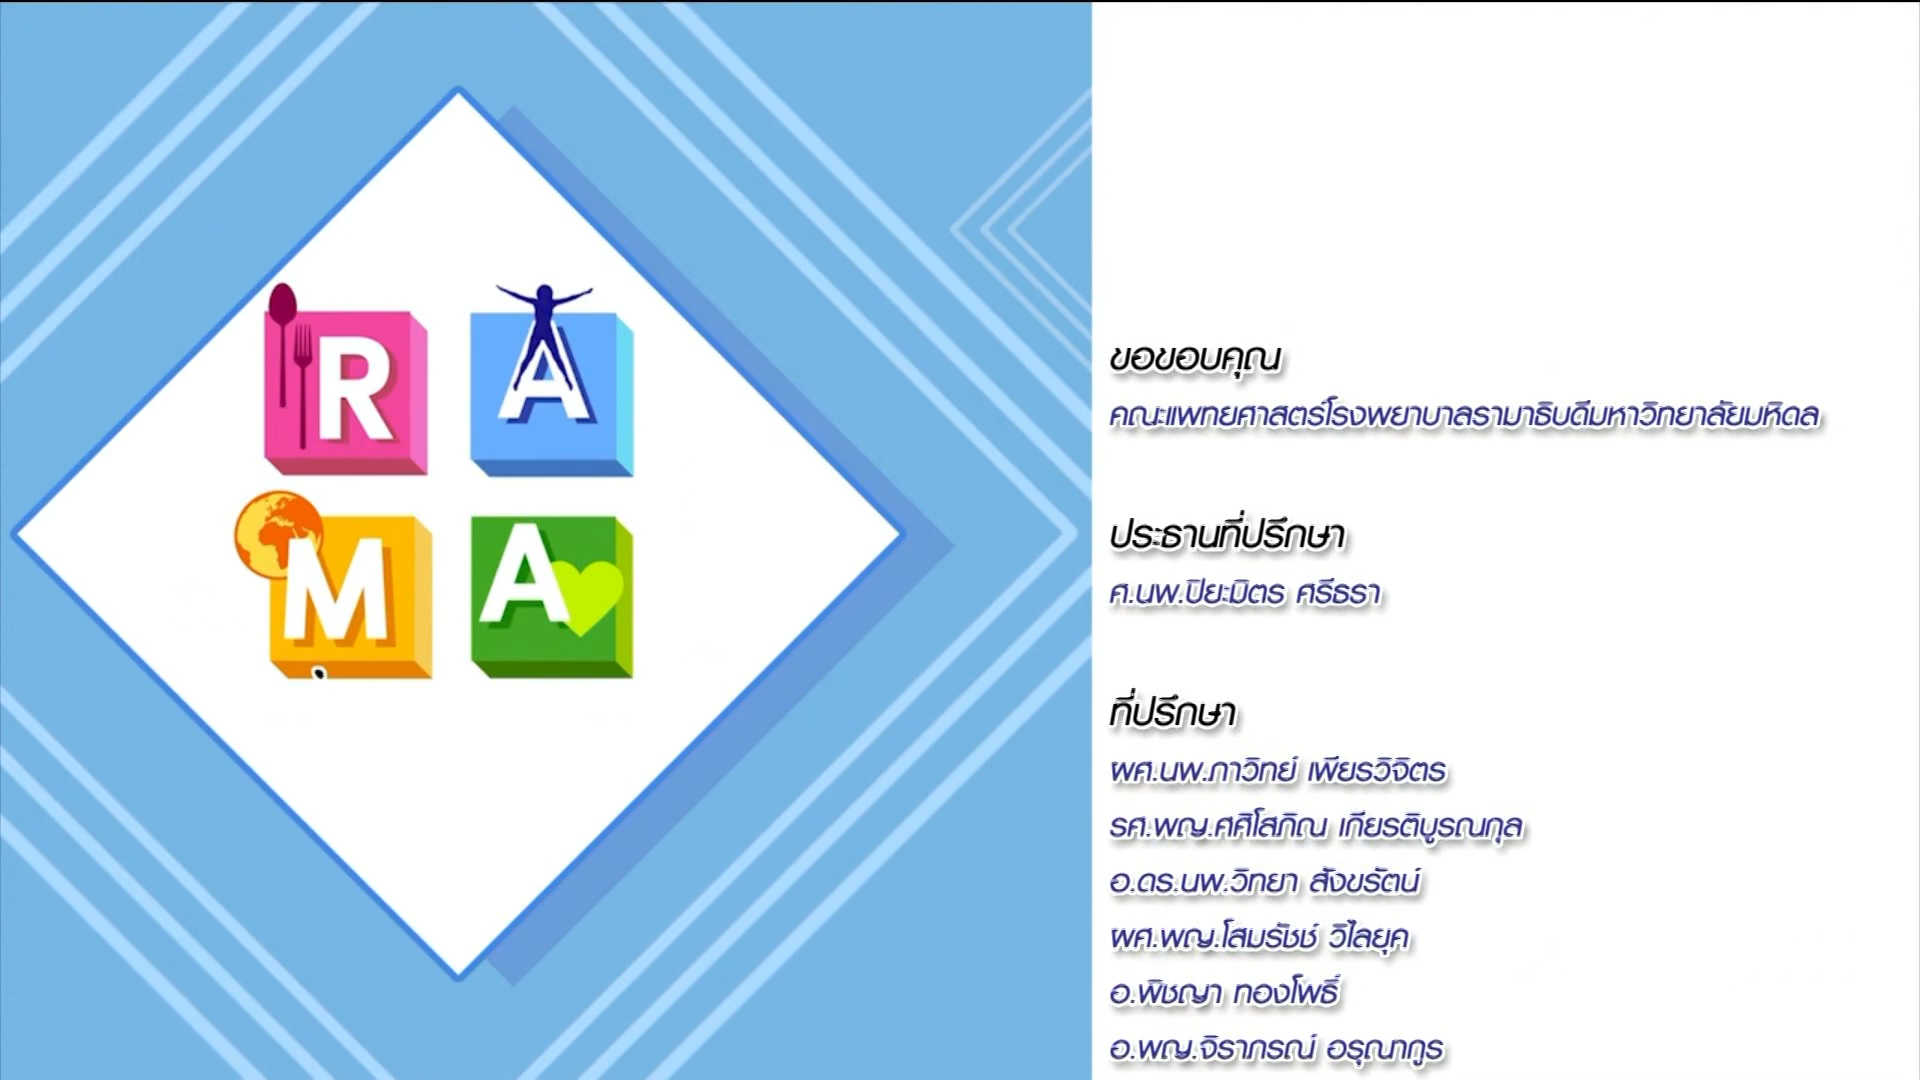 R A
M A
ขอขอบคุณ
คณะแพทยศาสตร์โรงพยาบาลรามาธิบดีมหาวิทยาลัยมหิดล
ประธานที่ปรึกษา
ศ.นพ.ปิยะมิตร ศรีธรา
ที่ปรึกษา
ผศ.นพ.ภาวิทย์ เพียรวิจิตร
รศ.พญ.ศศิโสภิณ เกียรติบูรณกุล
อ.ดร.นพ.วิทยา สังขรัตน์
ผศ.พญ.โสมรัชช์ วิไลยุค
อ.พิชญา ทองโพธิ์
อ.พญ.จิราภรณ์ อรุณากูร